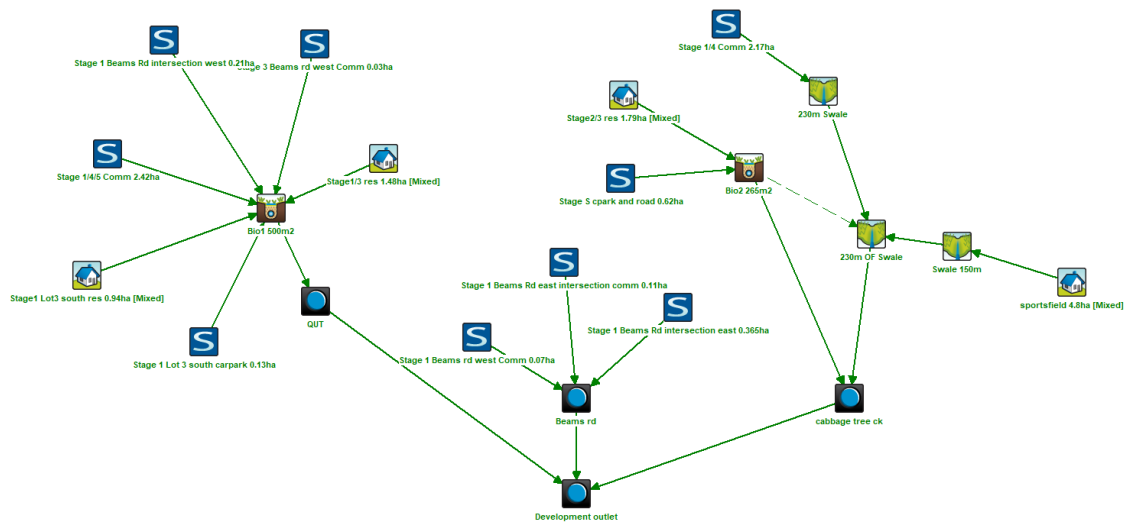 Stage 1/4 Comm 2.17ha
Stage 1 Beams Rd intersection west 0.21ha
Stage 3 Beams rd west Comm 0.03ha
230m Swale
Stage2/3 res 1.79ha [Mixed]
Stage 1/4/5 Comm 2.42ha
Stage1/3 res 1.48ha [Mixed]
Bio2 265m2
Stage S cpark and road 0.62ha
Bio1 500m2
230m OF Swale
Swale 150m
Stage 1 Beams Rd east intersection comm 0.11ha
Stage1 Lot3 south res 0.94ha [Mixed]
sportsfield 4.8ha [Mixed]
QUT
Stage 1 Beams Rd intersection east 0.365ha
Stage 1 Beams rd west Comm 0.07ha
Stage 1 Lot 3 south carpark 0.13ha
Beams rd
cabbage tree ck
Development outlet